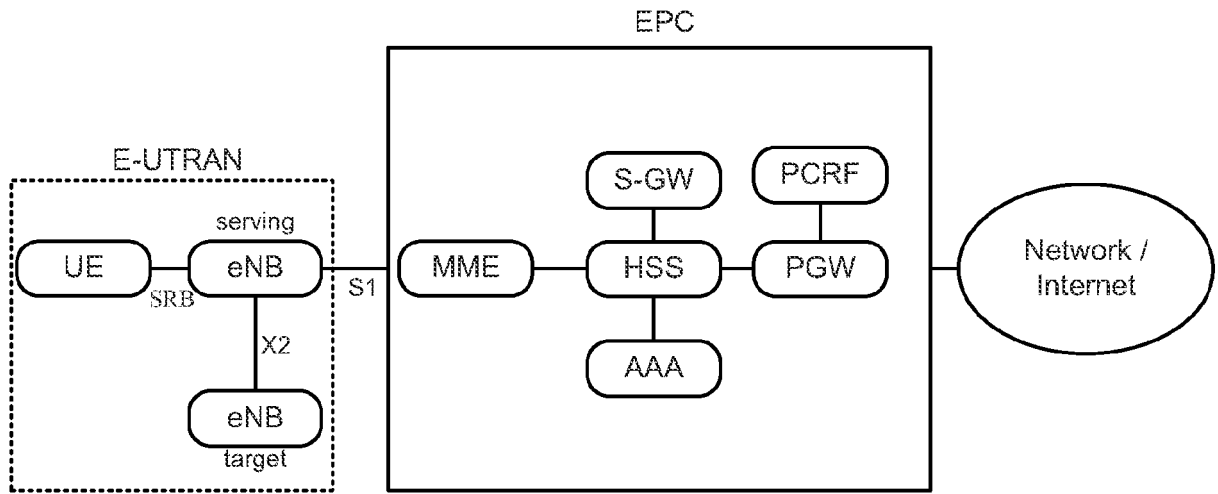 EPC
E-UTRAN
S-GW
PCRF
serving
UE
eNB
MME
HSS
PGW
Network /
Internet
SRB
S1
X2
AAA
eNB
target